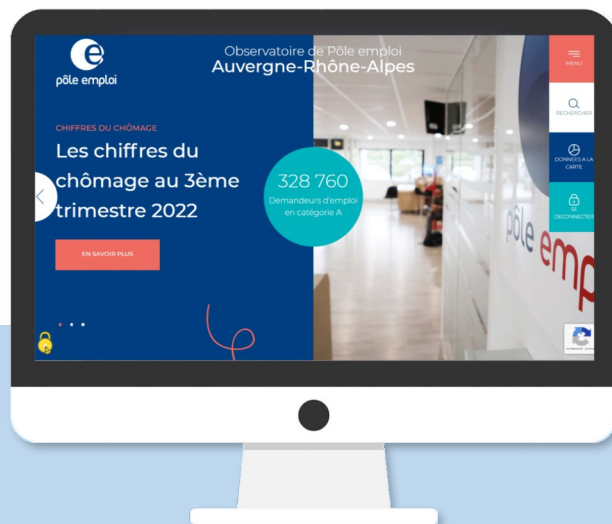 pôle emploi
Observatoire de Pôle emploi
Auvergne-Rhône-Alpes
CHIFFRES DU CHÔMAGE
Les chiffres du
chômage au 3ème
trimestre 2022
EN SAVOIR PLUS
328 760
Demandeurs d'emploi
en catégorie A
MENU
RECHERCHER
DONNEES A LA
CARTE
SE
DECONNECTER
pôle emp